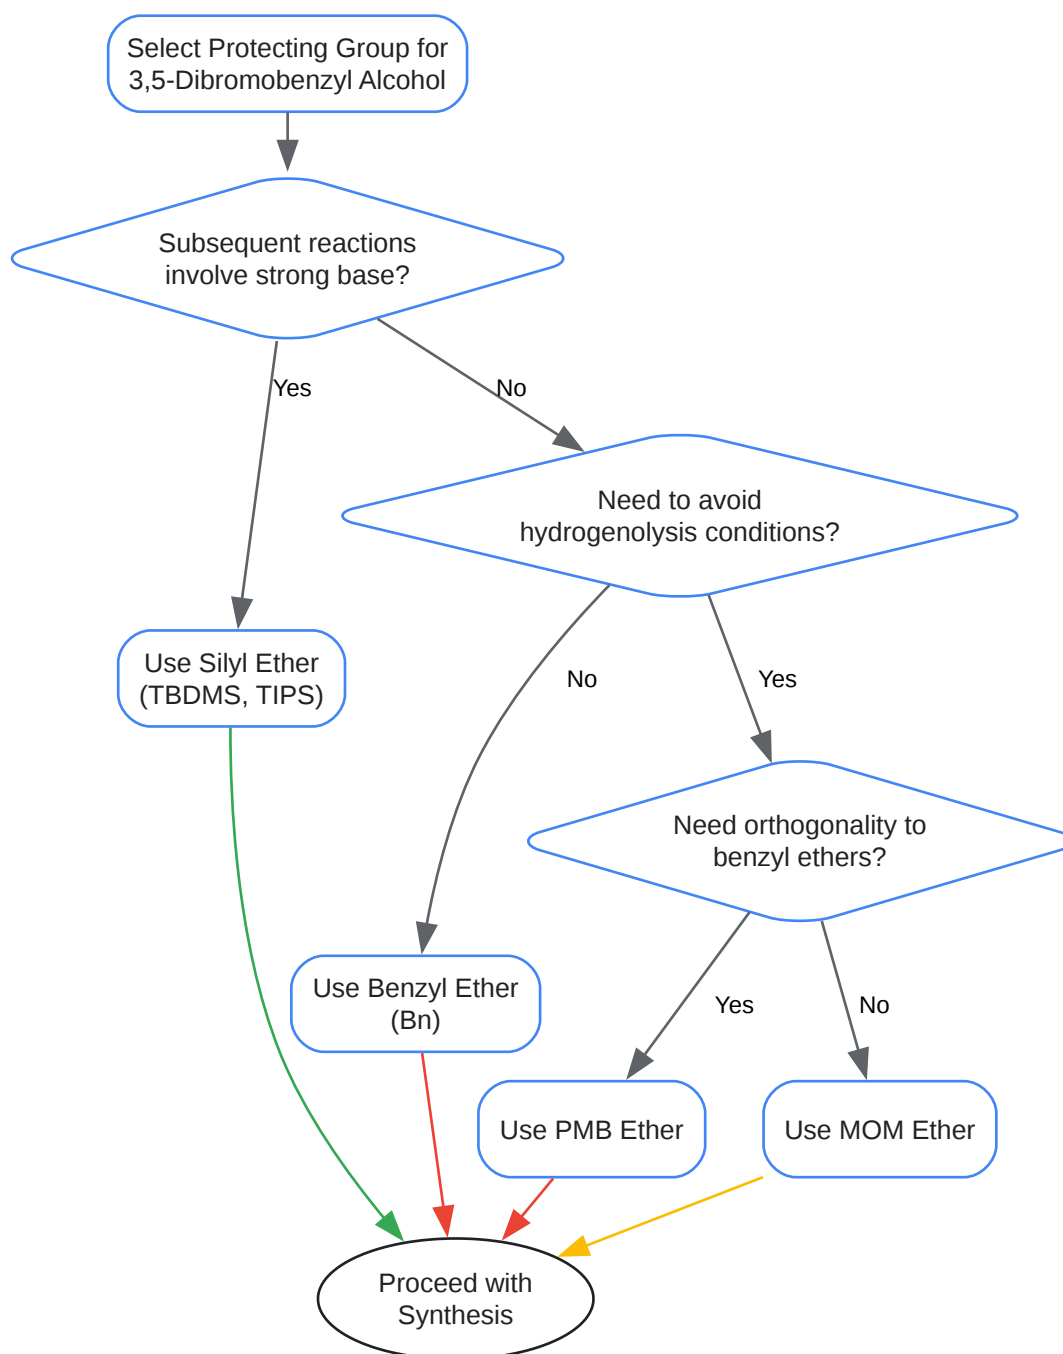 Select Protecting Group for
3,5-Dibromobenzyl Alcohol
Subsequent reactions
involve strong base?
Yes
No
Need to avoid
hydrogenolysis conditions?
Use Silyl Ether
(TBDMS, TIPS)
No
Yes
Need orthogonality to
benzyl ethers?
Use Benzyl Ether
(Bn)
Yes
No
Use PMB Ether
Use MOM Ether
Proceed with
Synthesis